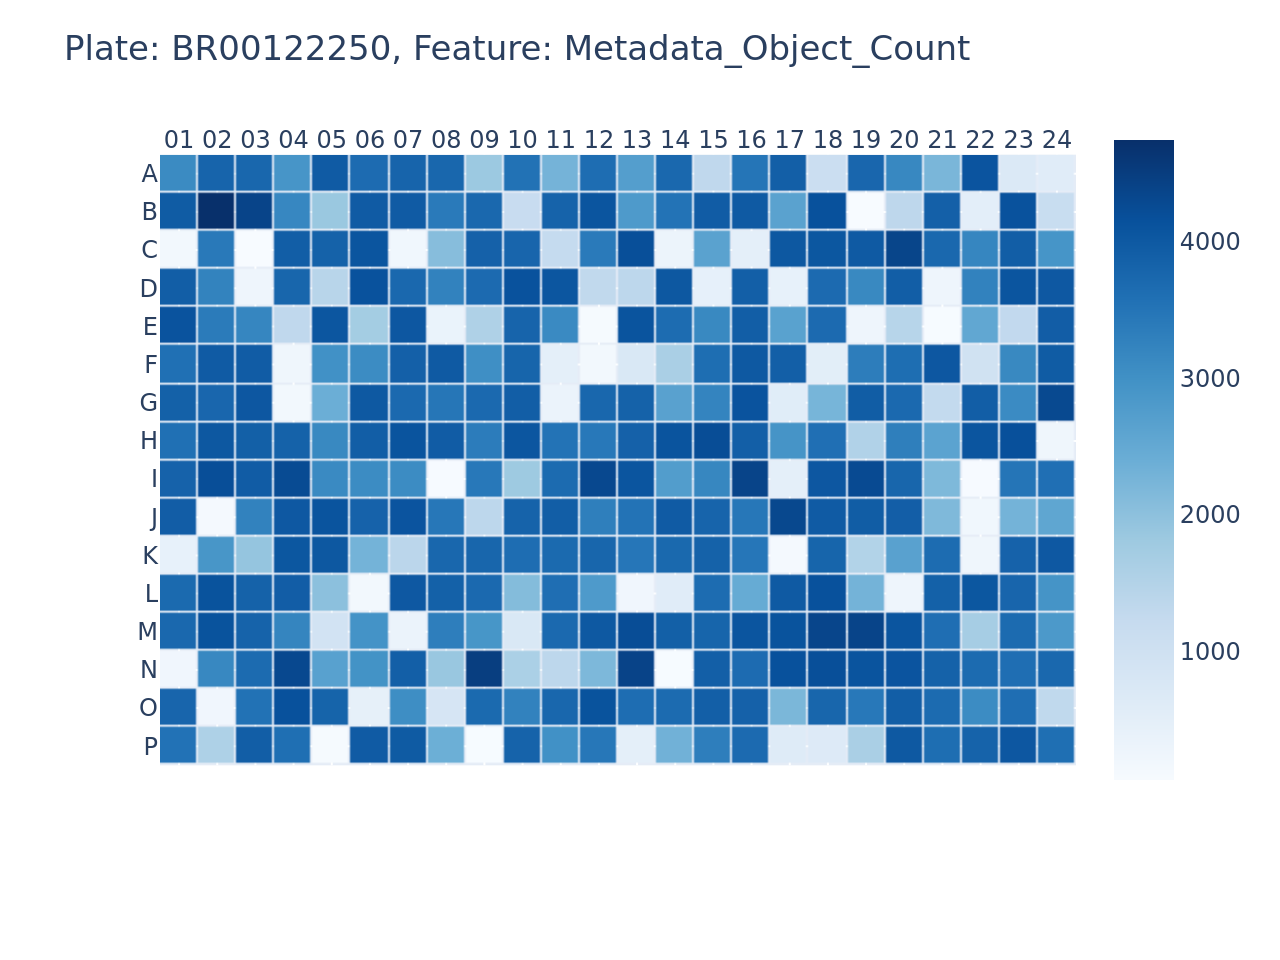 Plate: BR00122250, Feature: Metadata_Object_Count
01 02 03 04 05 06 07 08 09 10 11 12 13 14 15 16 17 18 19 20 21 22 23 24
A
B
C
D
E
F
G
H
I
J
K
L
M
N
O
P
4000
3000
2000
1000